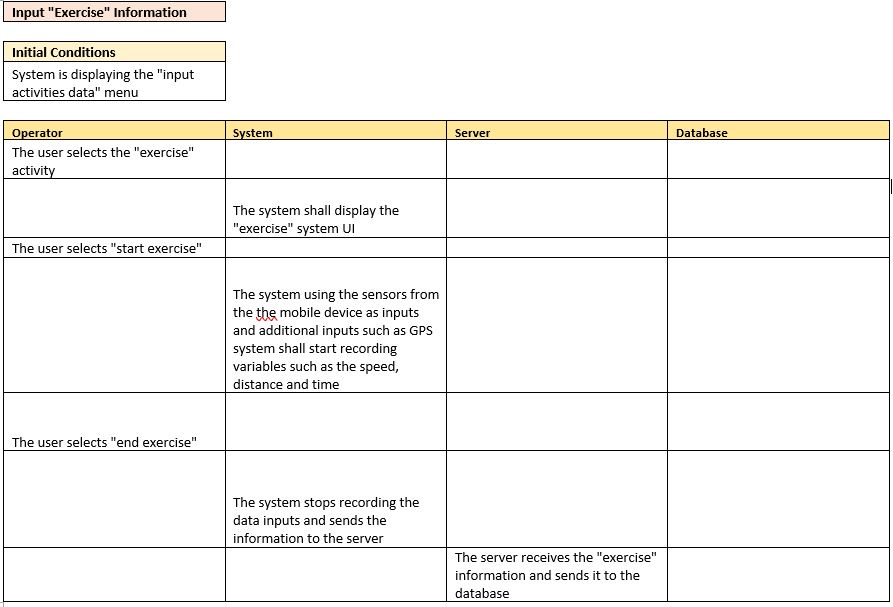 Input "Exercise" Information
Initial Conditions
System is displaying the "input
activities data" menu
Operator System Server Database
The user selects the "exercise"
activity
The system shall display the
"exercise" system UI
The user selects "start exercise"
The system using the sensors from
the the mobile device as inputs
and additional inputs such as GPS
system shall start recording
variables such as the speed,
distance and time
The user selects "end exercise"
The system stops recording the
data inputs and sends the
information to the server
The server receives the "exercise"
information and sends it to the
database